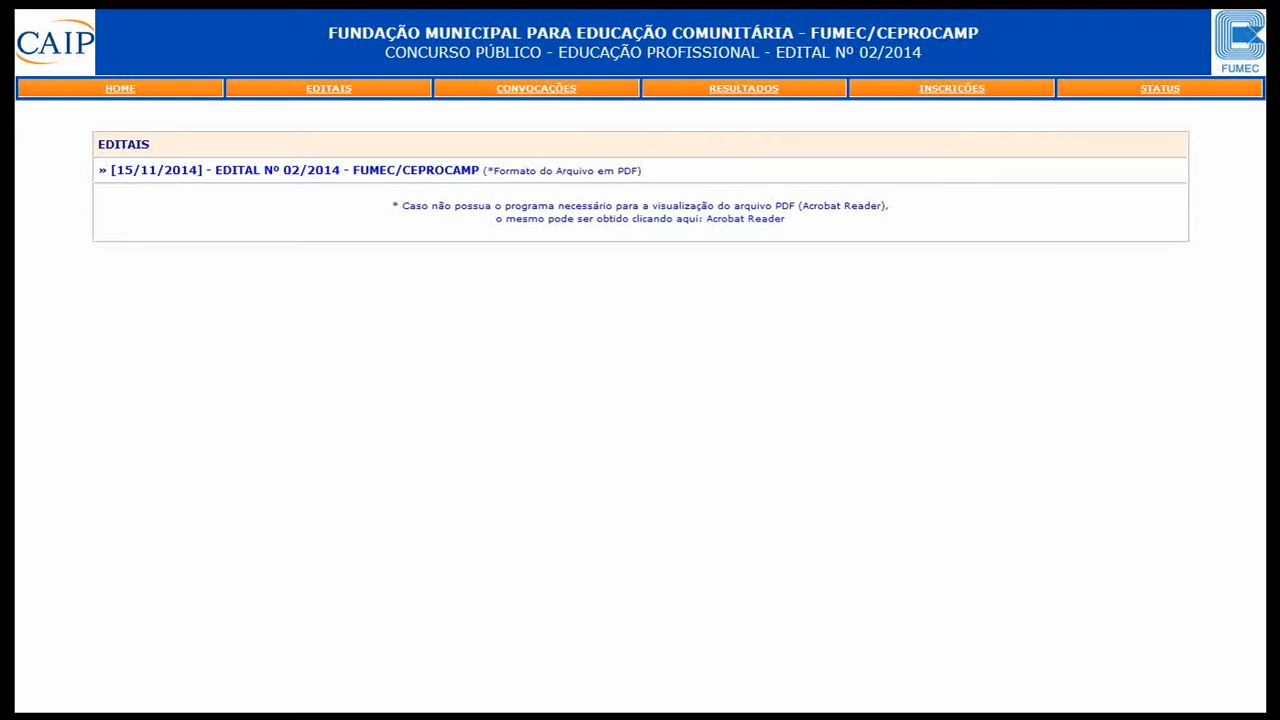 CAIP
FUNDAÇÃO MUNICIPAL PARA EDUCAÇÃO COMUNITÁRIA - FUMEC/CEPROCAMP
CONCURSO PÚBLICO - EDUCAÇÃO PROFISSIONAL - EDITAL Nº 02/2014
FUMEC
HOME EDITAIS CONVOCAÇÕES RESULTADOS INSCRIÇÕES STATUS
EDITAIS
» [15/11/2014] - EDITAL Nº 02/2014 - FUMEC/CEPROCAMP (*Formato do Arquivo em PDF)
* Caso não possua o programa necessário para a visualização do arquivo PDF (Acrobat Reader),
o mesmo pode ser obtido clicando aqui: Acrobat Reader